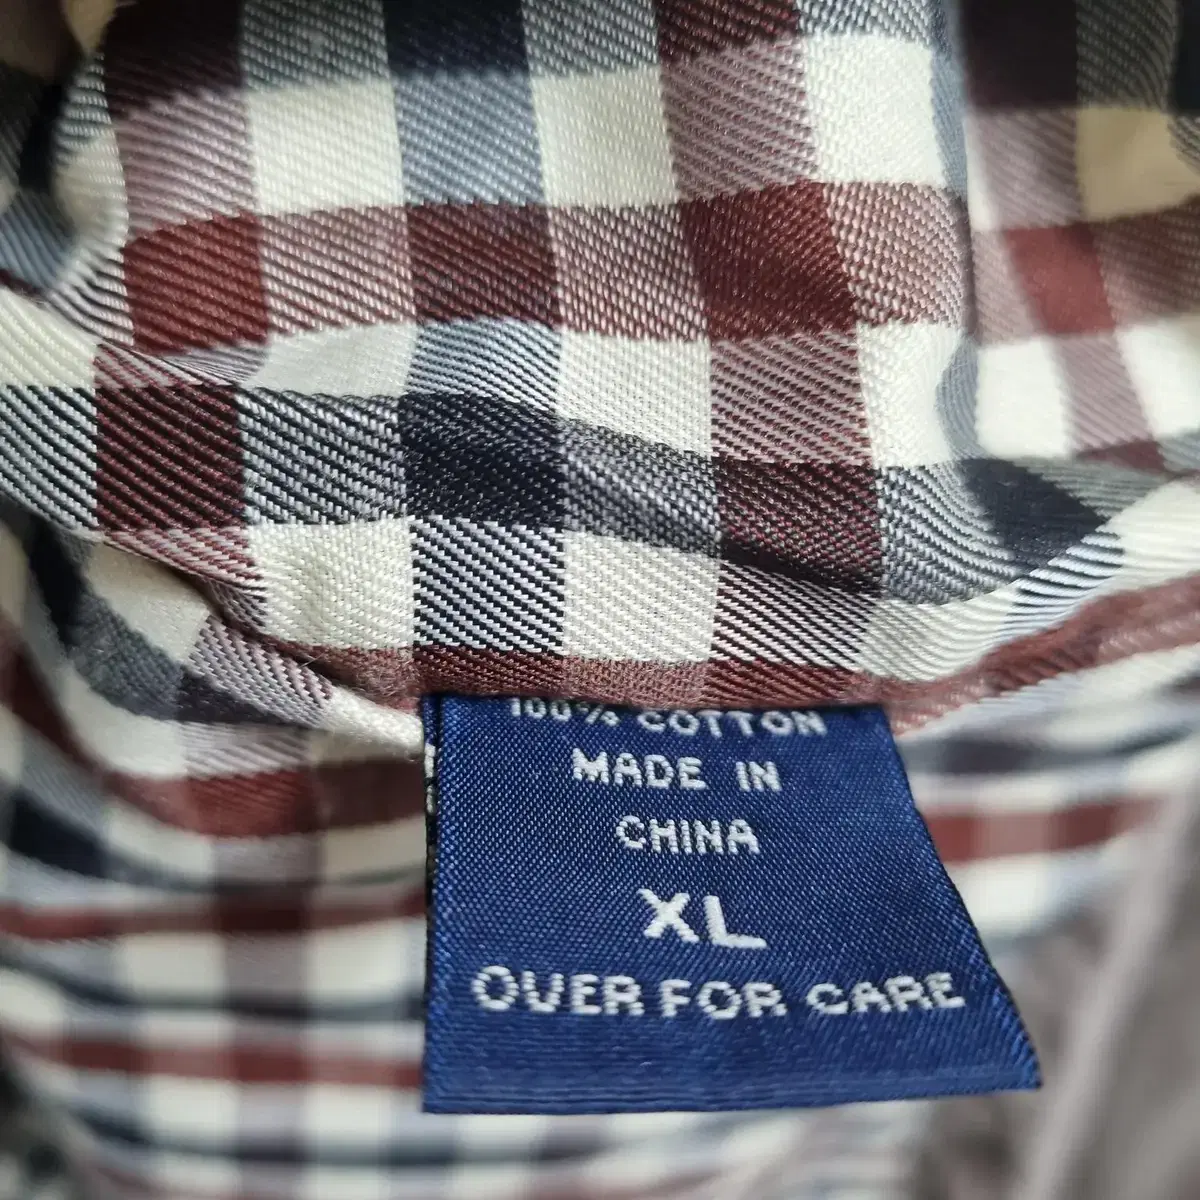 100% COTTON
MADE IN
CHINA
XL
OVER FOR CARE